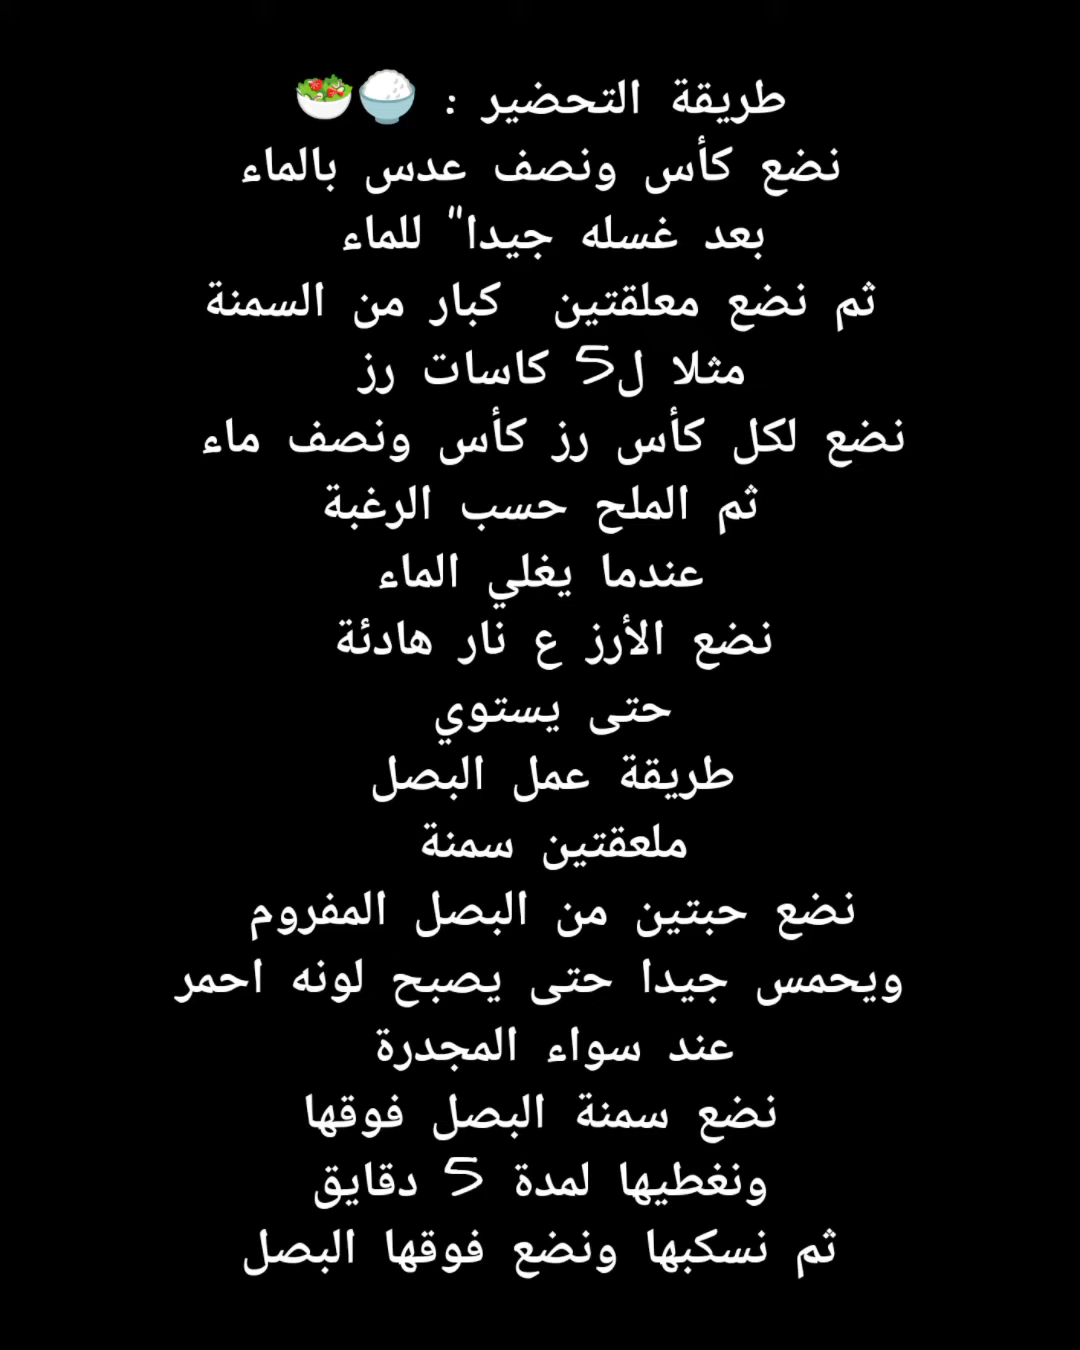 طريقة التحضير : 🍚🥗
نضع كأس ونصف عدس بالماء
بعد غسله جيدا" للماء
ثم نضع معلقتين كبار من السمنة
مثلا ل5 كاسات رز
نضع لكل كأس رز كأس ونصف ماء
ثم الملح حسب الرغبة
عندما يغلي الماء
نضع الأرز ع نار هادئة
حتى يستوي
طريقة عمل البصل
ملعقتين سمنة
نضع حبتين من البصل المفروم
ويحمس جيدا حتى يصبح لونه احمر
عند سواء المجدرة
نضع سمنة البصل فوقها
ونغطيها لمدة 5 دقايق
ثم نسكبها ونضع فوقها البصل